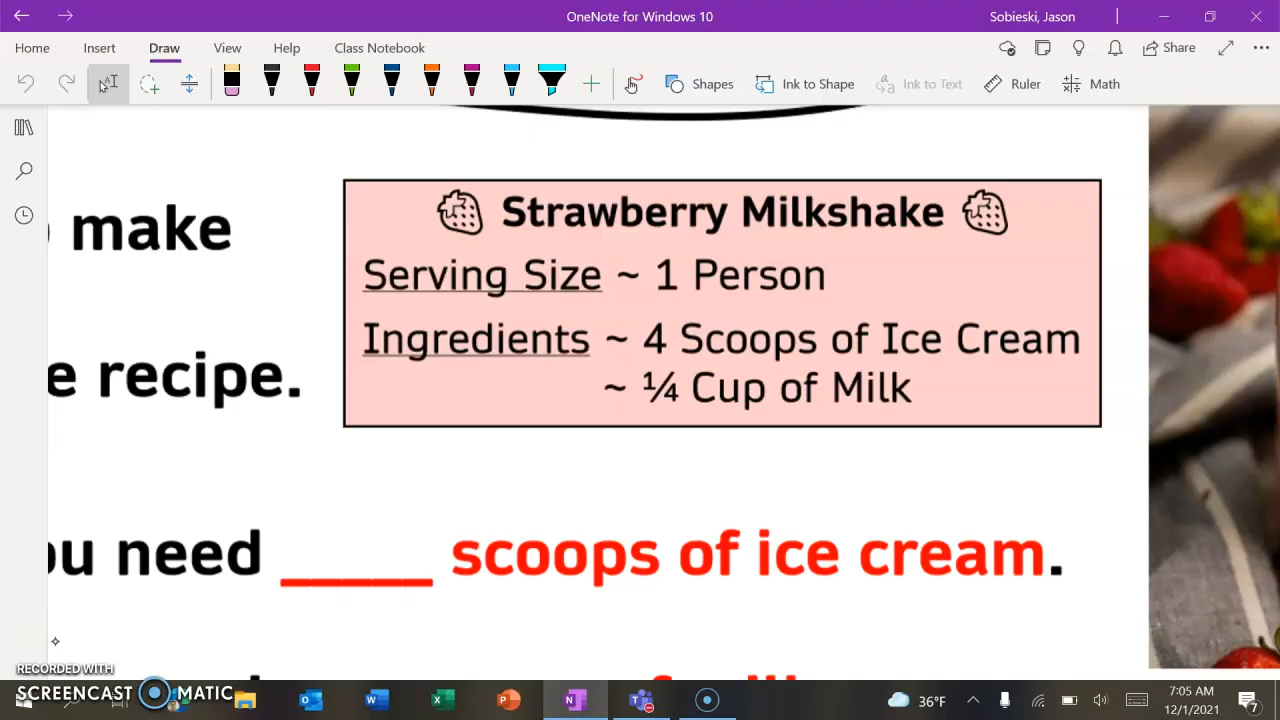 OneNote for Windows 10
Sobieski, Jason
Home Insert Draw View Help Class Notebook
Share
Shapes Ink to Shape Ink to Text Ruler Math
make
Strawberry Milkshake
Serving Size ~ 1 Person
Ingredients ~ 4 Scoops of Ice Cream
e recipe.
~ ¼ Cup of Milk
ou need _____ scoops of ice cream.
RECORDED WITH
SCREENCAST MATIC
36°F
7:05 AM
12/1/2021
7